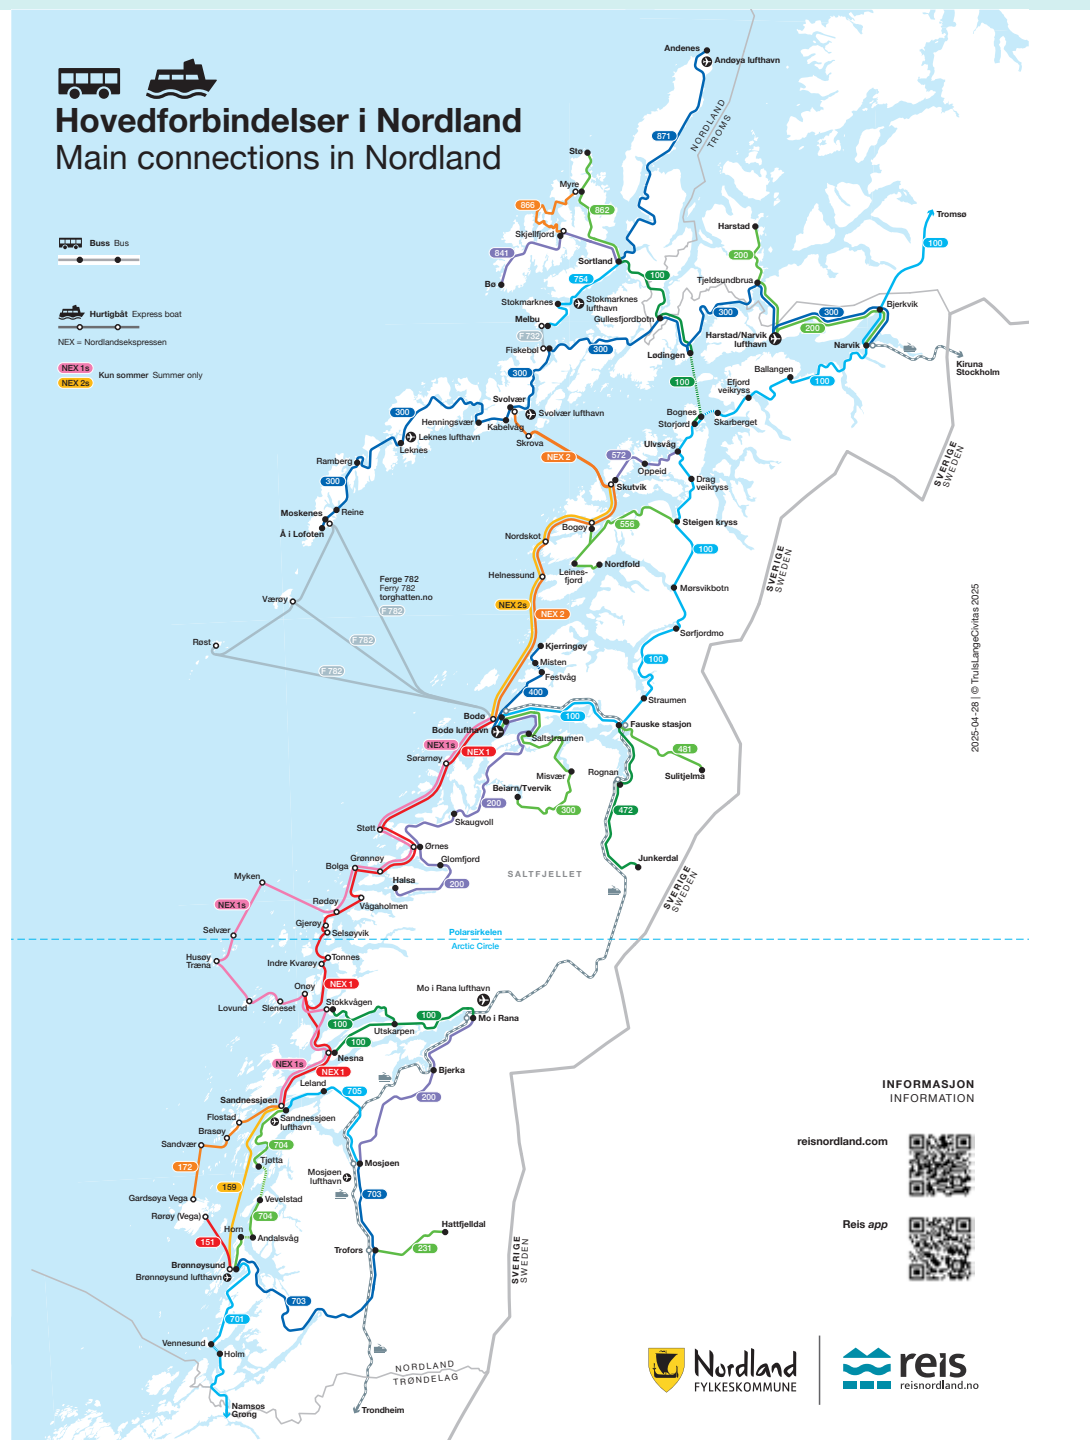 Hovedforbindelser i Nordland
Main connections in Nordland
Buss Bus
Hurtigbåt Express boat
NEX = Nordlandsekspressen
NEX 1s
NEX 2s
Kun sommer Summer only
Andenes
Andøya lufthavn
871
NORDLAND
TROMS
Stø
Myre
866
862
Skjellfjord
841
Sortland
Bø
754
100
Stokmarknes
Stokmarknes
lufthavn
Melbu
F 732
Fiskebøl
Gullesfjordbotn
300
Harstad
200
Tjeldsundbrua
300
Harstad/Narvik
lufthavn
300
200
Tromsø
100
Bjerkvik
Narvik
Kiruna
Stockholm
Lødingen
100
Ballangen
100
Efjord
veikryss
Bognes
Storjord
Skarberget
300
Svolvær
Svolvær lufthavn
Kabelvåg
Henningsvær
Skrova
300
Leknes lufthavn
Leknes
Ramberg
300
Moskenes
Reine
Å i Lofoten
NEX 2
572
Ulvsvåg
Oppeid
Skutvik
Drag
veikryss
Bogøy
556
Steigen kryss
Nordskot
100
Leines-
fjord
Nordfold
Helnessund
Mørsvikbotn
NEX 2s
NEX 2
Sørfjordmo
100
Ferge 782
Ferry 782
torghatten.no
F 782
F 782
F 782
Værøy
Røst
Kjerringøy
Misten
Festvåg
400
Straumen
Bodø
Bodø lufthavn
100
Fauske stasjon
NEX 1s
NEX 1
Saltstraumen
481
Sulitjelma
Sørarnøy
Misvær
Rognan
Beiarn/Tvervik
200
300
472
Skaugvoll
Støtt
Ørnes
Glomfjord
Grønnøy
Bolga
Halsa
200
Junkerdal
SALTFJELLET
Myken
NEX 1s
Rødøy
Vågaholmen
Gjerøy
Selsøyvik
Selvær
Polarsirkelen
Arctic Circle
Husøy
Træna
Indre Kvarøy
Tonnes
Onøy
NEX 1
Lovund
Sleneset
Stokkvågen
100
100
Utskarpen
Mo i Rana lufthavn
Mo i Rana
100
Nesna
NEX 1s
NEX 1
Bjerka
Leland
705
200
Sandnessjøen
Sandnessjøen
lufthavn
Flostad
Brasøy
Sandvær
704
172
Tjøtta
Mosjøen
Mosjøen
lufthavn
159
703
Gardsøya Vega
Vevelstad
Rørøy (Vega)
704
Horn
Andalsvåg
151
Hattfjelldal
231
Trofors
Brønnøysund
Brønnøysund lufthavn
703
701
Vennesund
Holm
NORDLAND
TRØNDELAG
Namsos
Grong
Trondheim
SVERIGE
SWEDEN
SVERIGE
SWEDEN
SVERIGE
SWEDEN
SVERIGE
SWEDEN
2025-04-28 | © TrulsLangeCivitas 2025
INFORMASJON
INFORMATION
reisnordland.com
Reis app
Nordland
FYLKESKOMMUNE
reis
reisnordland.no